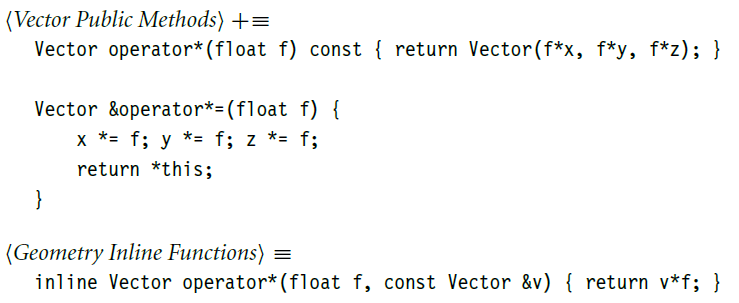 ⟨Vector Public Methods⟩ +≡
Vector operator*(float f) const { return Vector(f*x, f*y, f*z); }
Vector &operator*=(float f) {
x *= f; y *= f; z *= f;
return *this;
}
⟨Geometry Inline Functions⟩ ≡
inline Vector operator*(float f, const Vector &v) { return v*f; }